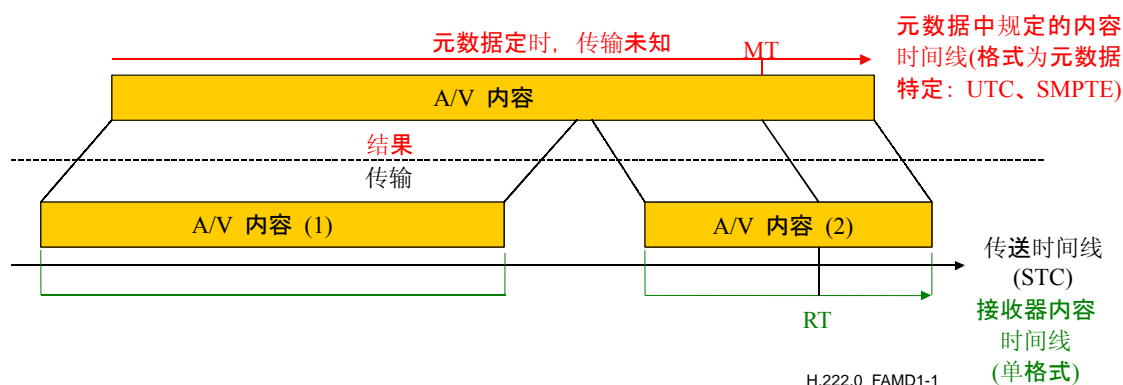 元数据定时，传输未知
MT
元数据中规定的内容
时间线(格式为元数据
特定：UTC、SMPTE)
A/V 内容
结果
传输
A/V 内容 (1)
A/V 内容 (2)
传送时间线
(STC)
RT
接收器内容
时间线
(单格式)
H.222.0_FAMD1-1